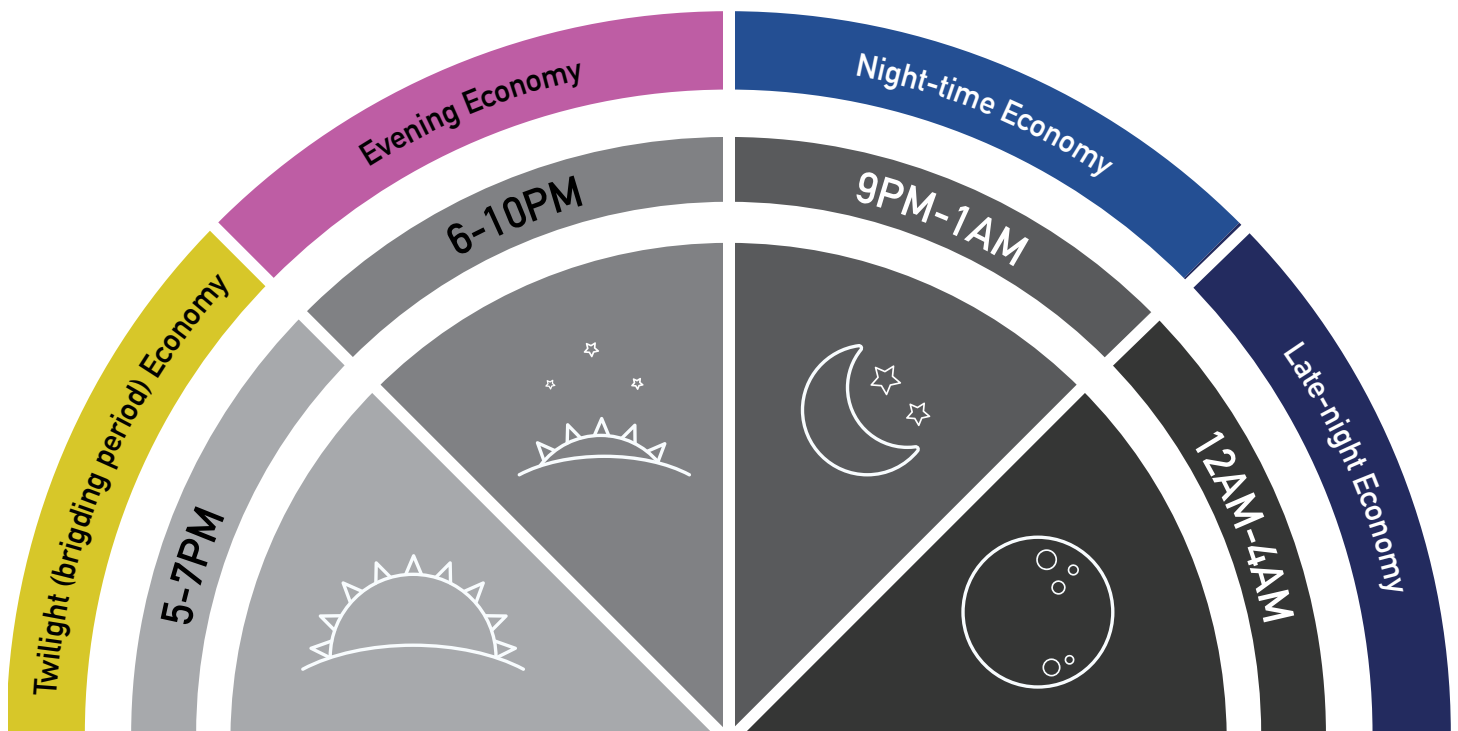 Twilight (brigding period) Economy
5-7PM
Evening Economy
6-10PM
Night-time Economy
9PM-1AM
Late-night Economy
12AM-4AM